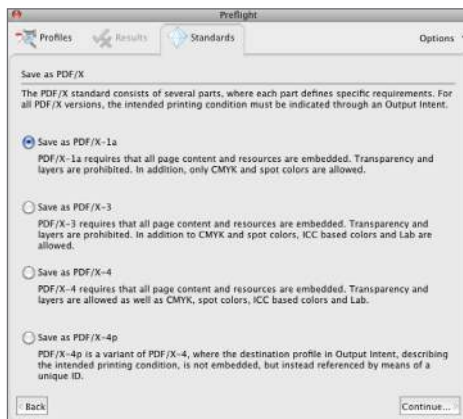 Preflight
Profiles Results Standards Options
Save as PDF/X
The PDF/X standard consists of several parts, where each part defines specific requirements. For
all PDF/X versions, the intended printing condition must be indicated through an Output Intent.
Save as PDF/X-1a
PDF/X-1a requires that all page content and resources are embedded. Transparency and
layers are prohibited. In addition, only CMYK and spot colors are allowed.
Save as PDF/X-3
PDF/X-3 requires that all page content and resources are embedded. Transparency and
layers are prohibited. In addition to CMYK and spot colors, ICC based colors and Lab are
allowed.
Save as PDF/X-4
PDF/X-4 requires that all page content and resources are embedded. Transparency and
layers are allowed as well as CMYK, spot colors, ICC based colors and Lab.
Save as PDF/X-4p
PDF/X-4p is a variant of PDF/X-4, where the destination profile in Output Intent, describing
the intended printing condition, is not embedded, but instead referenced by means of a
unique ID.
Back Continue...